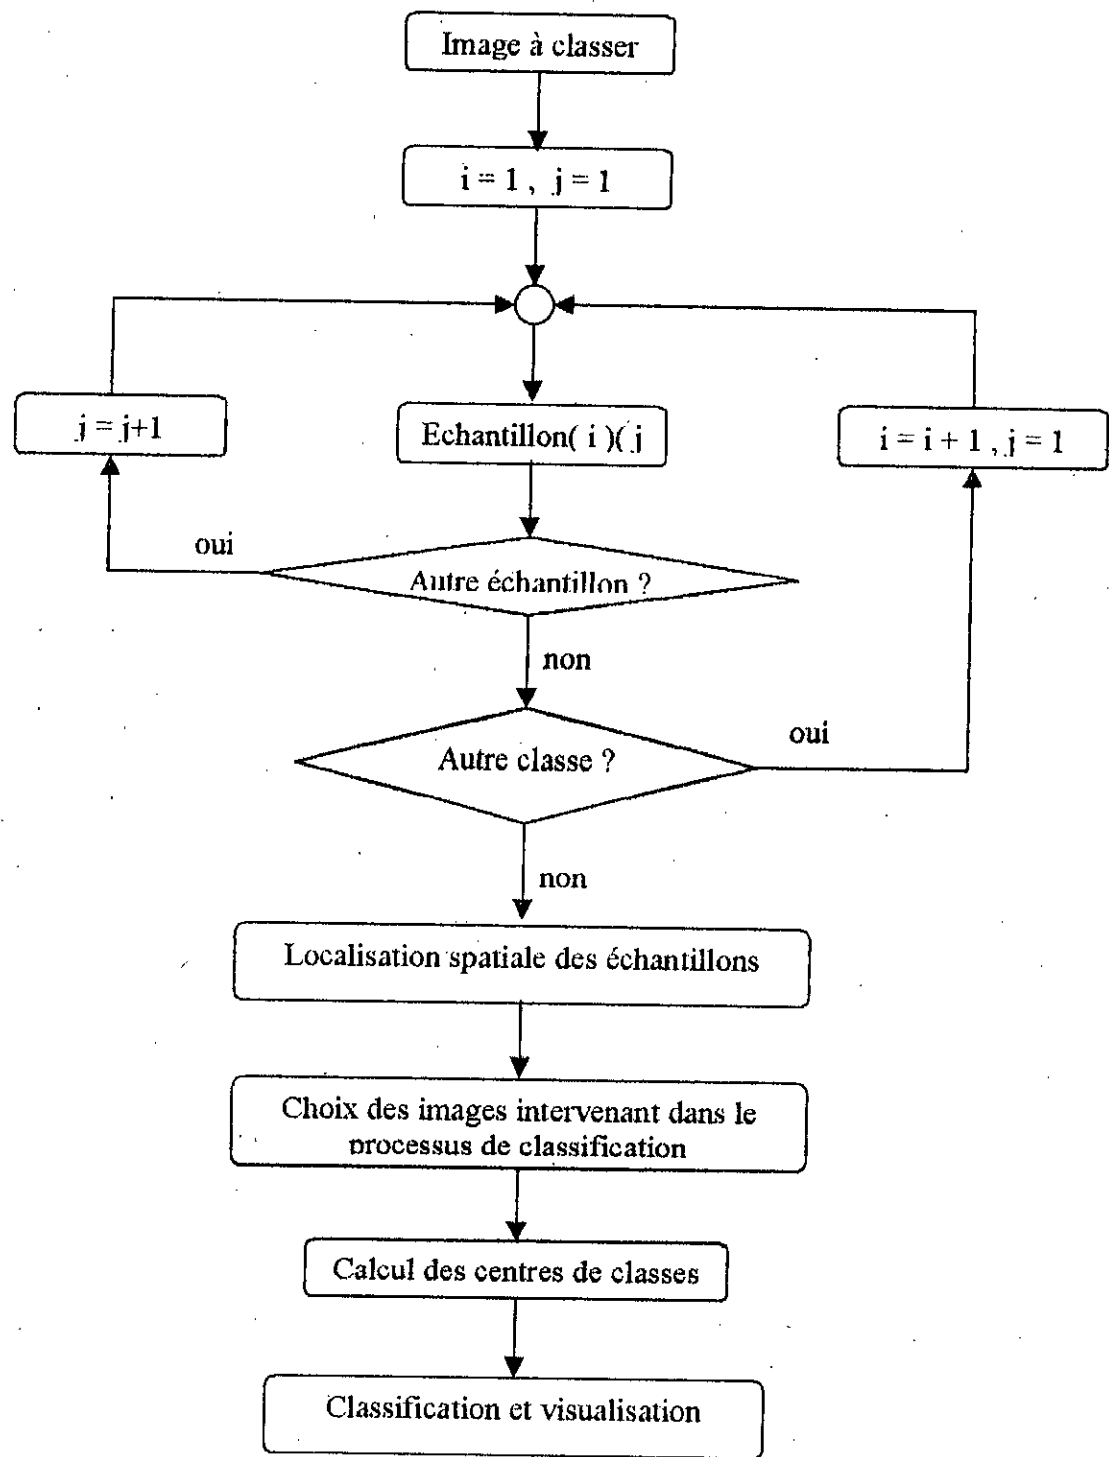 Image à classer
i = 1 , j = 1
j = j+1
Echantillon( i )( j
i = i + 1 , j = 1
oui
Autre échantillon ?
non
Autre classe ?
oui
non
Localisation spatiale des échantillons
Choix des images intervenant dans le
processus de classification
Calcul des centres de classes
Classification et visualisation